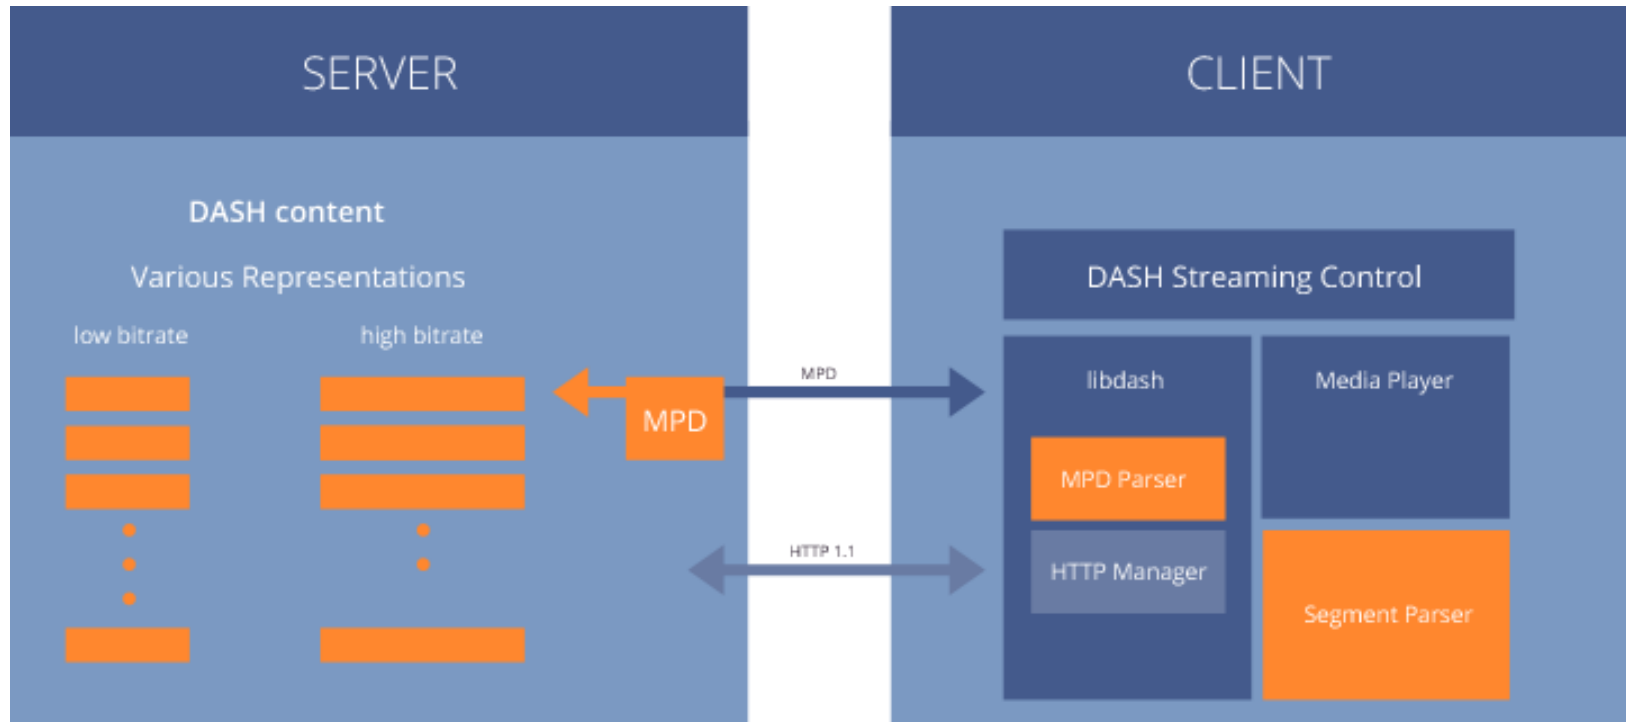 SERVER
CLIENT
DASH content
Various Representations
low bitrate
high bitrate
MPD
MPD
HTTP 1.1
DASH Streaming Control
libdash
Media Player
MPD Parser
HTTP Manager
Segment Parser